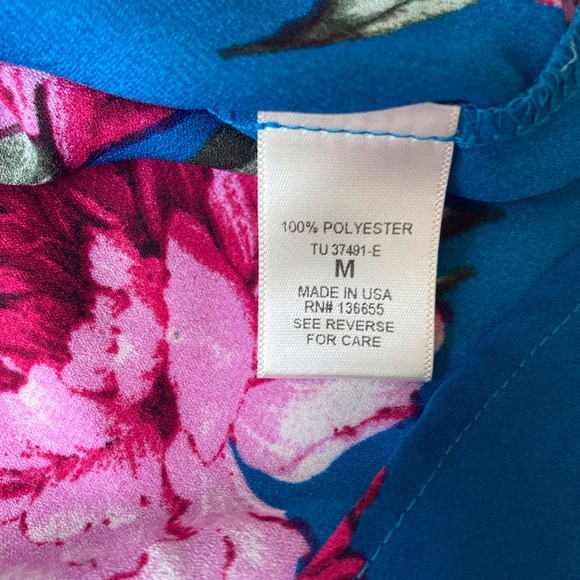 100% POLYESTER
TU 37491-E
M
MADE IN USA
RN# 136655
SEE REVERSE
FOR CARE